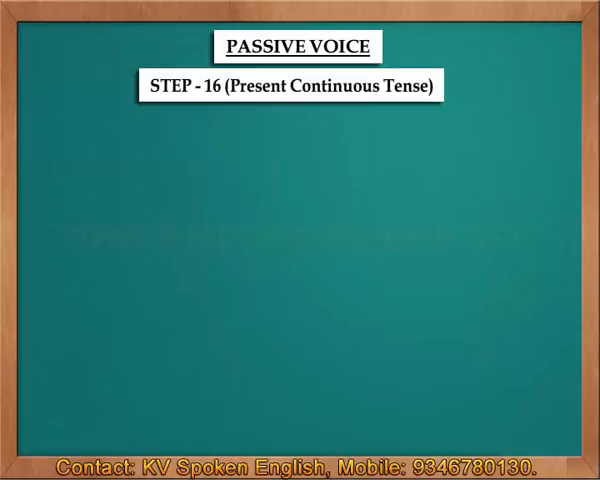 PASSIVE VOICE
STEP - 16 (Present Continuous Tense)
Contact: KV Spoken English, Mobile: 9346780130.